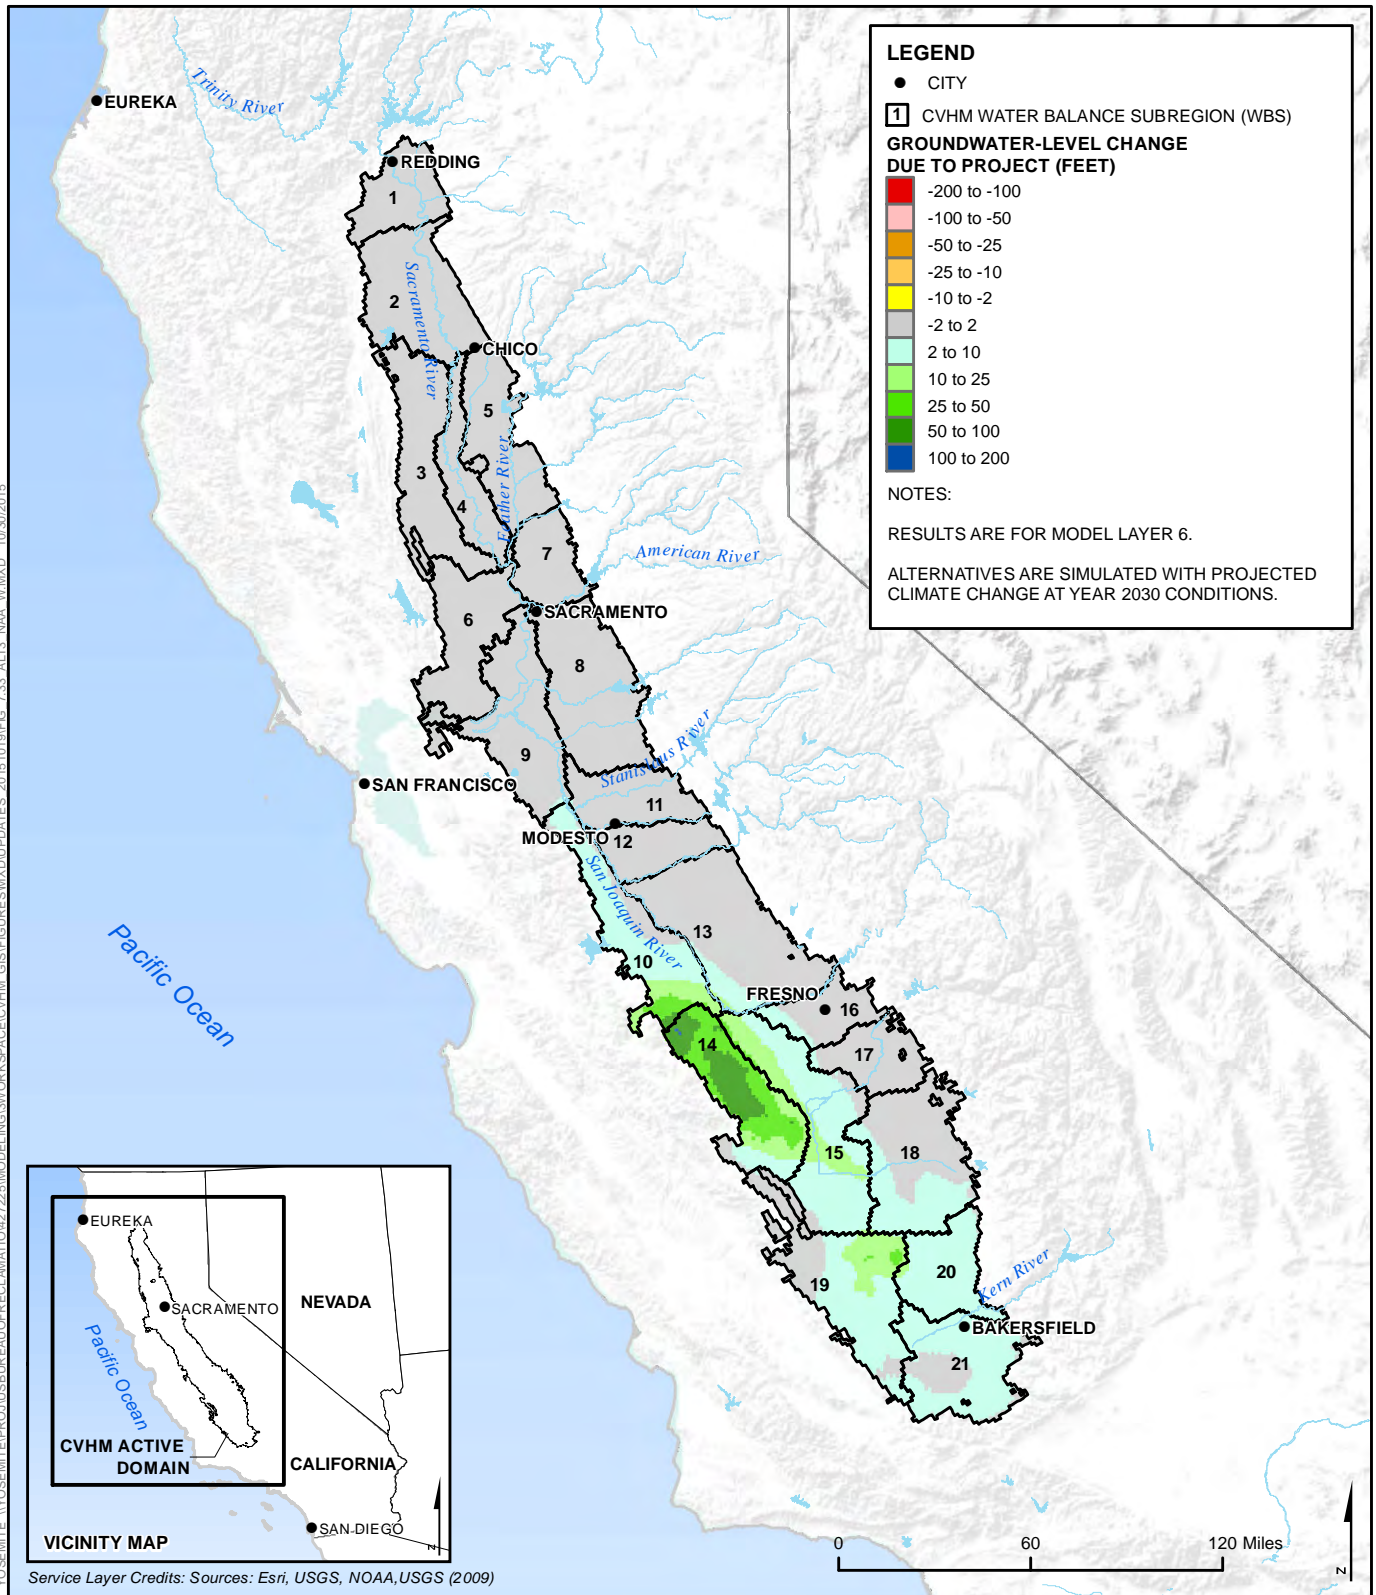 LEGEND
CITY
1 CVHM WATER BALANCE SUBREGION (WBS)
GROUNDWATER-LEVEL CHANGE
DUE TO PROJECT (FEET)
-200 to -100
-100 to -50
-50 to -25
-25 to -10
-10 to -2
-2 to 2
2 to 10
10 to 25
25 to 50
50 to 100
100 to 200
NOTES:
RESULTS ARE FOR MODEL LAYER 6.
ALTERNATIVES ARE SIMULATED WITH PROJECTED
CLIMATE CHANGE AT YEAR 2030 CONDITIONS.
EUREKA
Trinity River
REDDING
1
2
Sacramento River
CHICO
5
3
4
Feather River
7
American River
SACRAMENTO
6
8
9
Stanislaus River
SAN FRANCISCO
11
MODESTO
12
San Joaquin River
13
10
Pacific Ocean
FRESNO
16
14
17
15
18
19
20
Kern River
BAKERSFIELD
21
EUREKA
SACRAMENTO
NEVADA
Pacific Ocean
CVHM ACTIVE
DOMAIN
CALIFORNIA
SAN DIEGO
VICINITY MAP
N
0 60 120 Miles
N
Service Layer Credits: Sources: Esri, USGS, NOAA,USGS (2009)